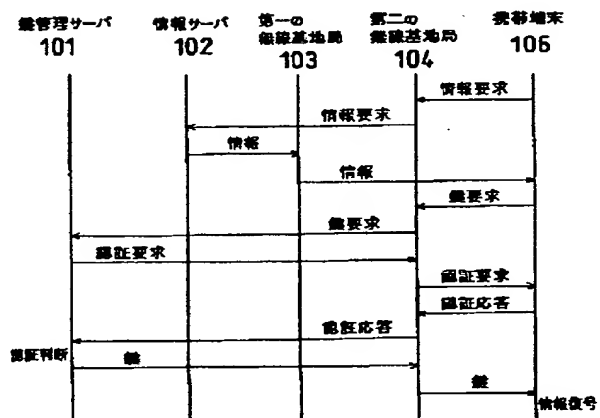 鍵管理サーバ
101
情報サーバ
102
第一の
無線基地局
103
第二の
無線基地局
104
携帯端末
106
情報要求
情報要求
情報
情報
鍵要求
鍵要求
認証要求
認証要求
認証応答
認証応答
認証判断
鍵
鍵
情報復号